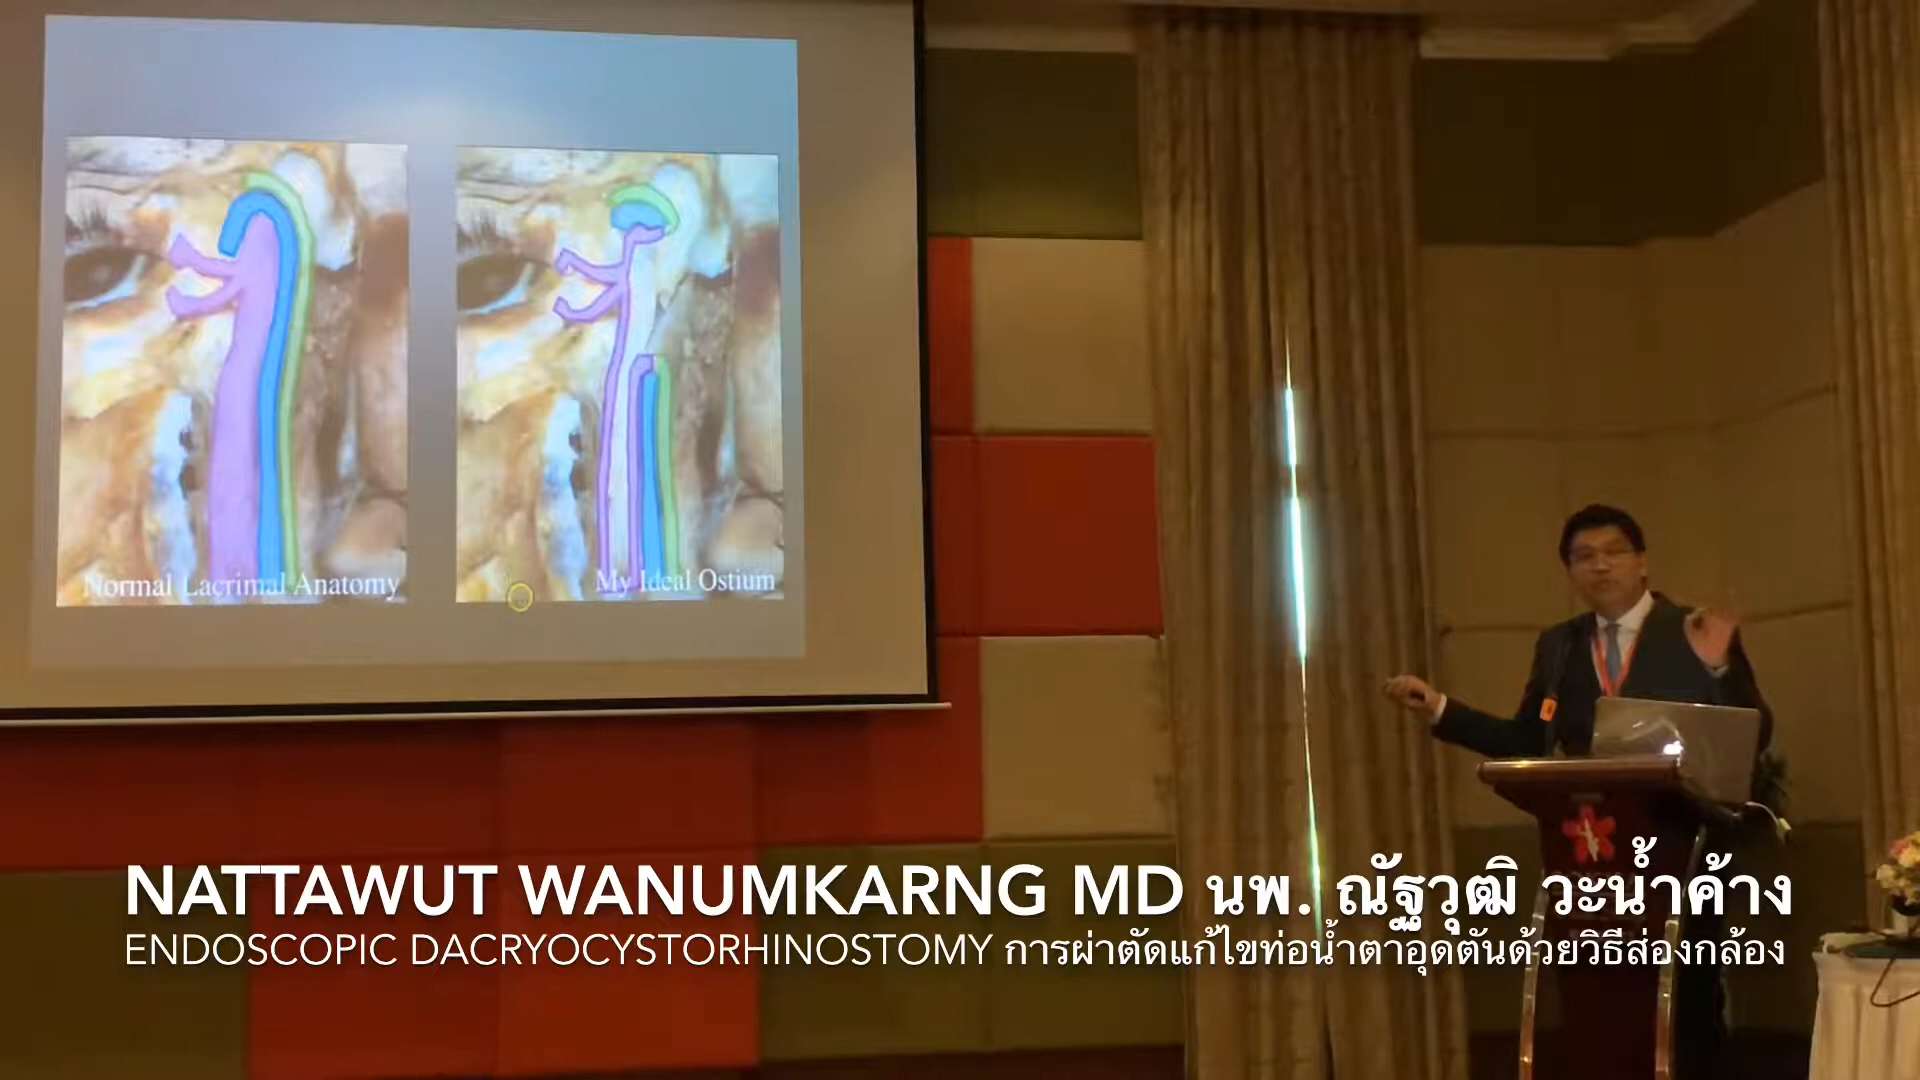 Normal Lacrimal Anatomy
My Ideal Ostium
NATTAWUT WANUMKARNG MD นพ. ณัฐวุฒิ วะน้ำค้าง
ENDOSCOPIC DACRYOCYSTORHINOSTOMY การผ่าตัดแก้ไขท่อน้ำตาอุดตันด้วยวิธีส่องกล้อง